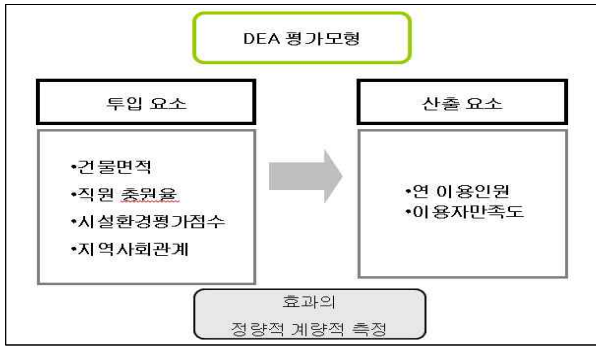 DEA 평가모형
투입 요소
산출 요소
•건물면적
•직원 충원율
•시설환경평가점수
•지역사회관계
•연 이용인원
•이용자만족도
효과의
정량적 계량적 측정